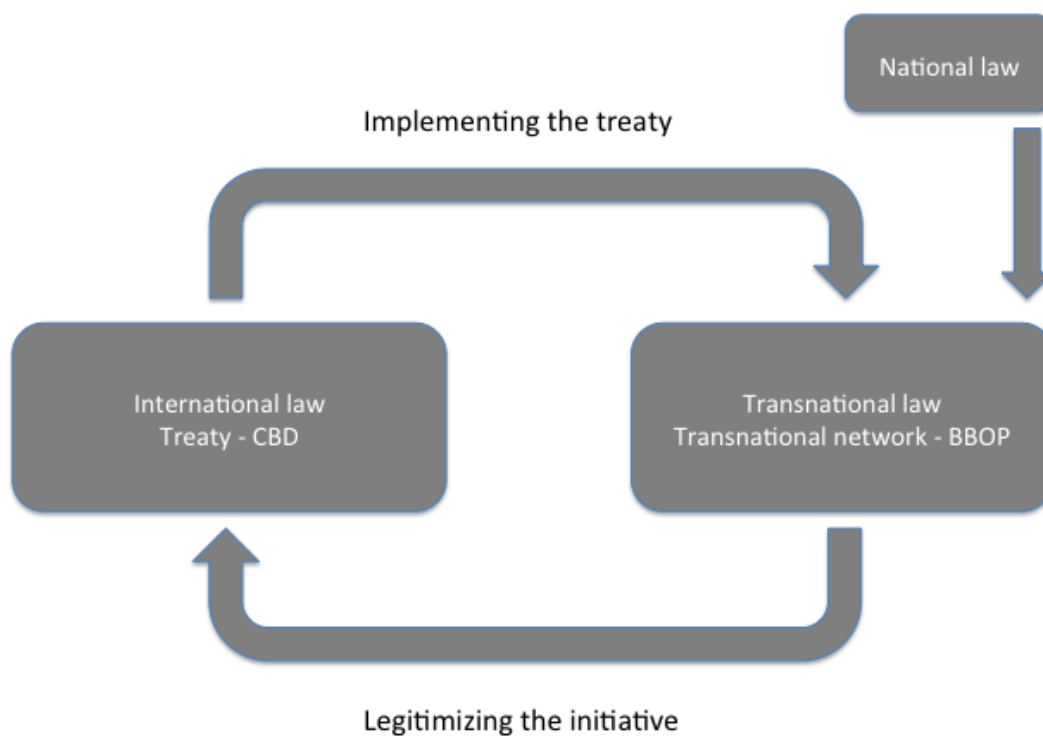 National law
Implementing the treaty
International law
Treaty - CBD
Transnational law
Transnational network - BBOP
Legitimizing the initiative